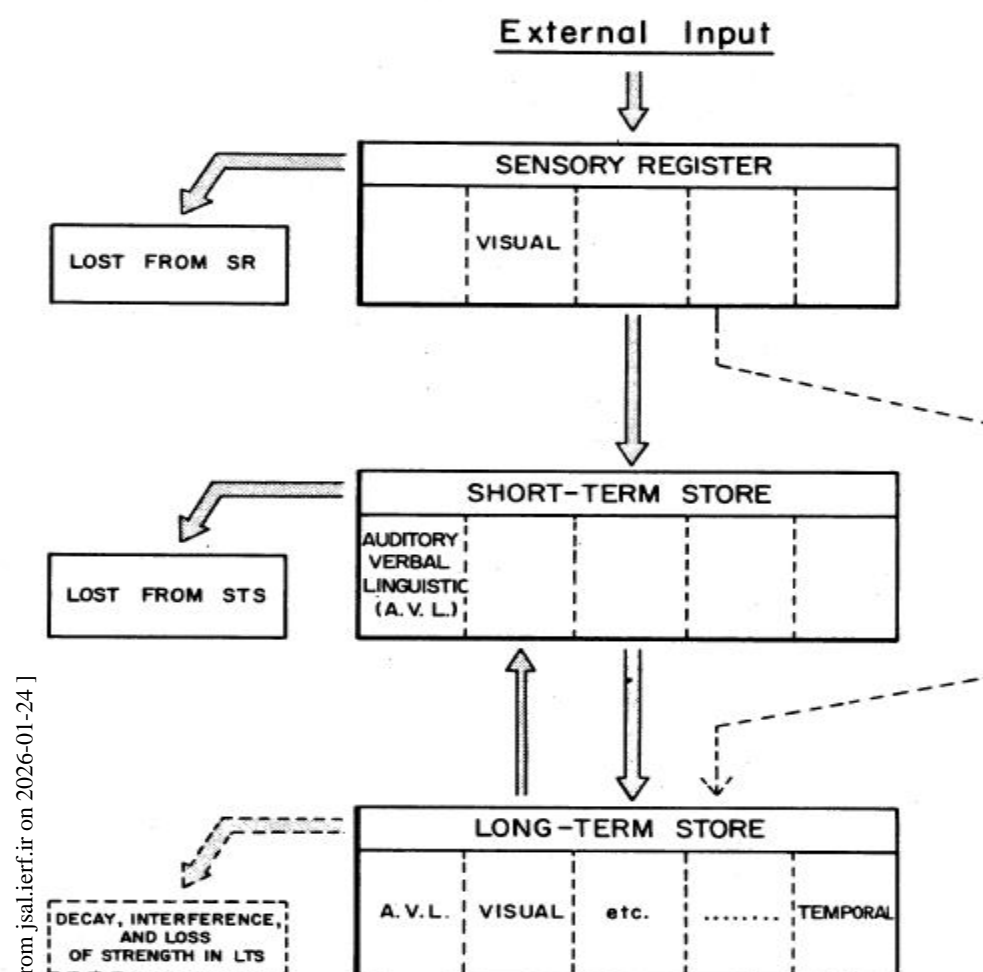 External Input
SENSORY REGISTER
VISUAL
LOST FROM SR
SHORT-TERM STORE
AUDITORY
VERBAL
LINGUISTIC
(A.V.L.)
LOST FROM STS
LONG-TERM STORE
A.V.L. VISUAL etc. ........ TEMPORAL
DECAY, INTERFERENCE,
AND LOSS
OF STRENGTH IN LTS
rom jsal.ierf.ir on 2026-01-24 ]